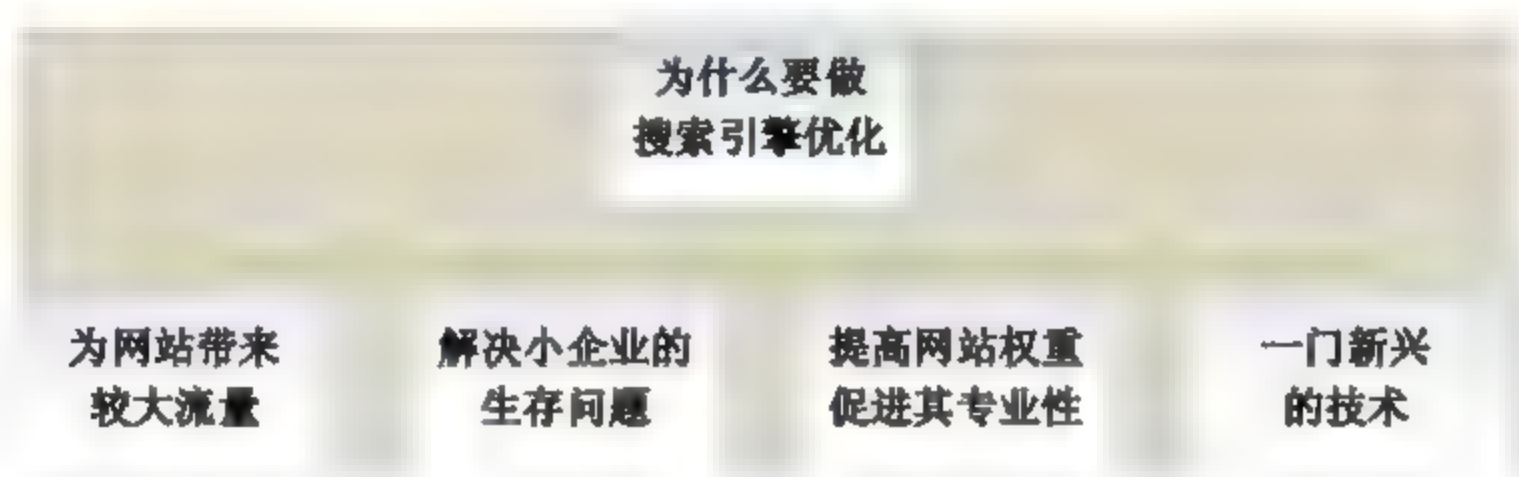 为什么要做
搜索引擎优化
为网站带来
较大流量
解决小企业的
生存问题
提高网站权重
促进其专业性
一门新兴
的技术